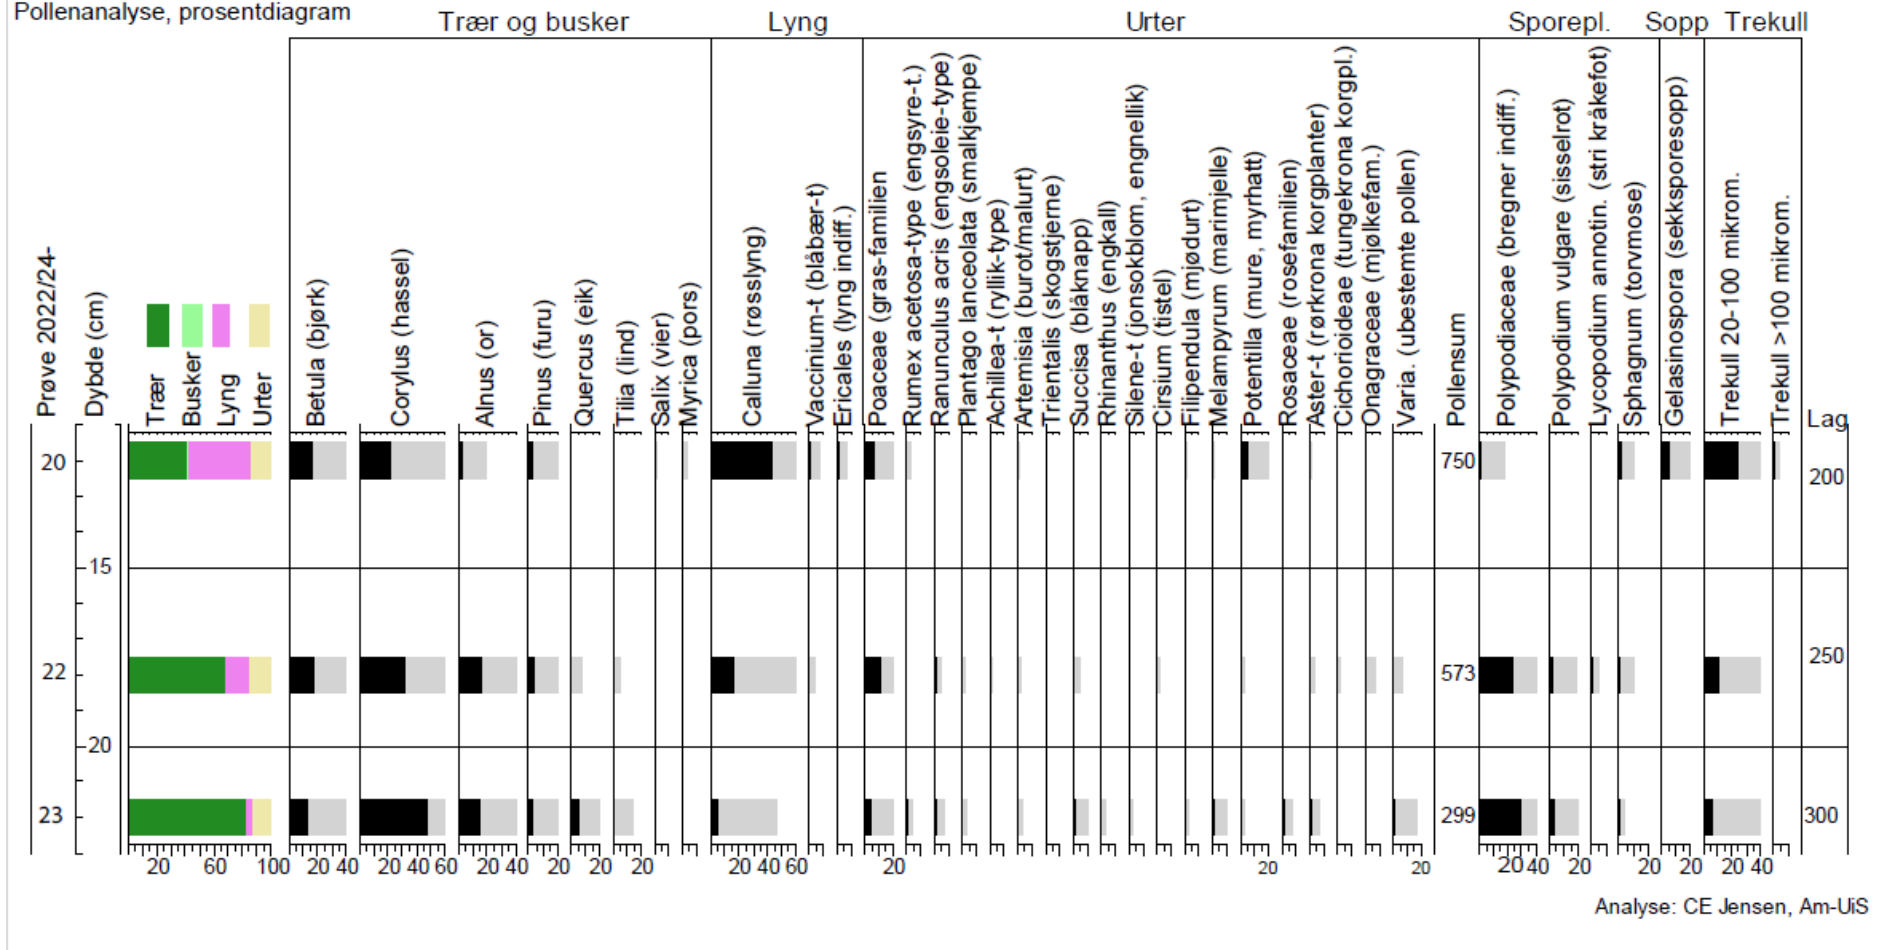 Pollenanalyse, prosentdiagram
Trær og busker
Lyng
Urter
Sporepl.
Sopp
Trekull
Prøve 2022/24-
Dybde (cm)
Trær
Busker
Lyng
Urter
Betula (bjørk)
Corylus (hassel)
Alnus (or)
Pinus (furu)
Quercus (eik)
Tilia (lind)
Salix (vier)
Myrica (pors)
Calluna (røsslyng)
Vaccinium-t (blåbær-t)
Ericales (lyng indiff.)
Poaceae (gras-familien
Rumex acetosa-type (engsyre-t.)
Ranunculus acris (engsoleie-type)
Plantago lanceolata (smalkjempe)
Achillea-t (ryllik-type)
Artemisia (burot/malurt)
Trientalis (skogstjerne)
Succisa (blåknapp)
Rhinanthus (engkall)
Silene-t (jonsokblom, engnellik)
Cirsium (tistel)
Filipendula (mjødurt)
Melampyrum (marimjelle)
Potentilla (mure, myrhatt)
Rosaceae (rosefamilien)
Aster-t (rørkrona korgplanter)
Cichorioideae (tungekrona korgpl.)
Onagraceae (mjølkefam.)
Varia. (ubestemte pollen)
Pollensum
Polypodiaceae (bregner indiff.)
Polypodium vulgare (sisselrot)
Lycopodium annotin. (stri kråkefot)
Sphagnum (torvmose)
Gelasinospora (sekksporesopp)
Trekull 20-100 mikrom.
Trekull >100 mikrom.
Lag
20
750
200
15
22
573
250
20
23
299
300
20 60 100
20 40
20 40 60
20 40
20
20
20
20 40 60
20
20
20
20 40
20
20
20
20 40
Analyse: CE Jensen, Am-UiS